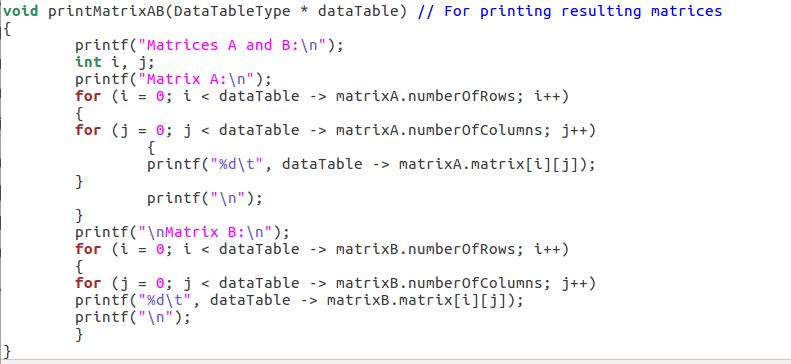 void printMatrixAB(DataTableType * dataTable) // For printing resulting matrices
{
        printf("Matrices A and B:\n");
        int i, j;
        printf("Matrix A:\n");
        for (i = 0; i < dataTable -> matrixA.numberOfRows; i++)
        {
        for (j = 0; j < dataTable -> matrixA.numberOfColumns; j++)
                {
                printf("%d\t", dataTable -> matrixA.matrix[i][j]);
        }
                printf("\n");
        }
        printf("\nMatrix B:\n");
        for (i = 0; i < dataTable -> matrixB.numberOfRows; i++)
        {
        for (j = 0; j < dataTable -> matrixB.numberOfColumns; j++)
        printf("%d\t", dataTable -> matrixB.matrix[i][j]);
        printf("\n");
        }
}